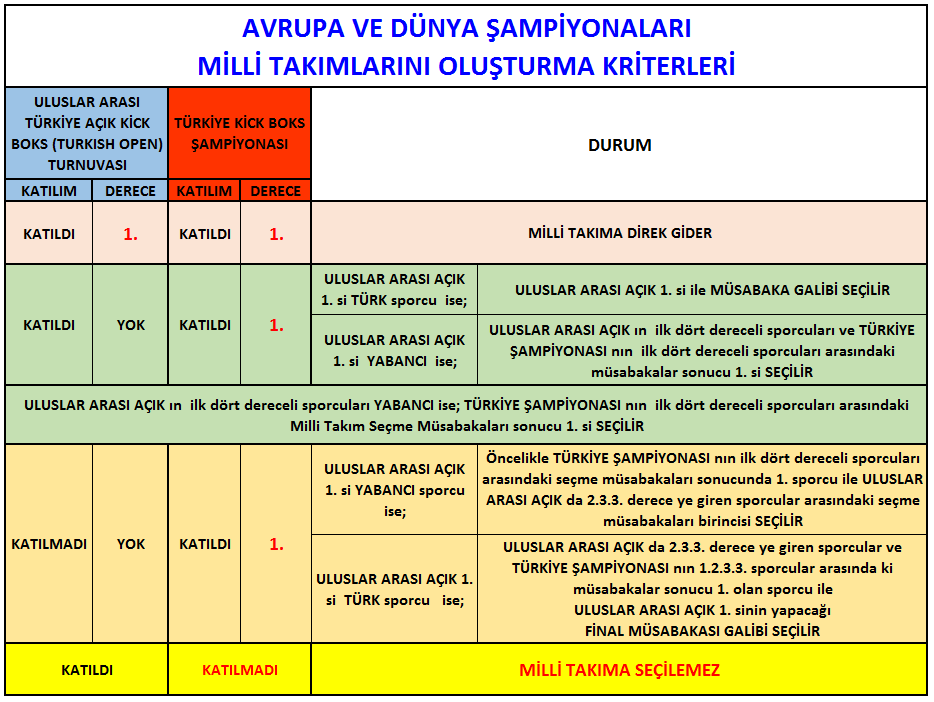 AVRUPA VE DÜNYA ŞAMPİYONALARI
MİLLİ TAKIMLARINI OLUŞTURMA KRİTERLERİ
ULUSLAR ARASI
TÜRKİYE AÇIK KİCK
BOKS (TURKISH OPEN)
TURNUVASI
TÜRKİYE KİCK BOKS
ŞAMPİYONASI
DURUM
KATILIM
DERECE
KATILIM
DERECE
KATILDI
1.
KATILDI
1.
MİLLİ TAKIMA DİREK GİDER
KATILDI
YOK
KATILDI
1.
ULUSLAR ARASI AÇIK
1. si TÜRK sporcu ise;
ULUSLAR ARASI AÇIK 1. si ile MÜSABAKA GALİBİ SEÇİLİR
ULUSLAR ARASI AÇIK
1. si YABANCI ise;
ULUSLAR ARASI AÇIK ın ilk dört dereceli sporcuları ve TÜRKİYE
ŞAMPİYONASI nın ilk dört dereceli sporcuları arasındaki
müsabakalar sonucu 1. si SEÇİLİR
ULUSLAR ARASI AÇIK ın ilk dört dereceli sporcuları YABANCI ise; TÜRKİYE ŞAMPİYONASI nın ilk dört dereceli sporcuları arasındaki
Milli Takım Seçme Müsabakaları sonucu 1. si SEÇİLİR
KATILMADI
YOK
KATILDI
1.
ULUSLAR ARASI AÇIK
1. si YABANCI sporcu
ise;
Öncelikle TÜRKİYE ŞAMPİYONASI nın ilk dört dereceli sporcuları
arasındaki seçme müsabakaları sonucunda 1. sporcu ile ULUSLAR
ARASI AÇIK da 2.3.3. derece ye giren sporcular arasındaki seçme
müsabakaları birincisi SEÇİLİR
ULUSLAR ARASI AÇIK 1.
si TÜRK sporcu ise;
ULUSLAR ARASI AÇIK da 2.3.3. derece ye giren sporcular ve
TÜRKİYE ŞAMPİYONASI nın 1.2.3.3. sporcular arasında ki
müsabakalar sonucu 1. olan sporcu ile
ULUSLAR ARASI AÇIK 1. sinin yapacağı
FİNAL MÜSABAKASI GALİBİ SEÇİLİR
KATILDI
KATILMADI
MİLLİ TAKIMA SEÇİLEMEZ